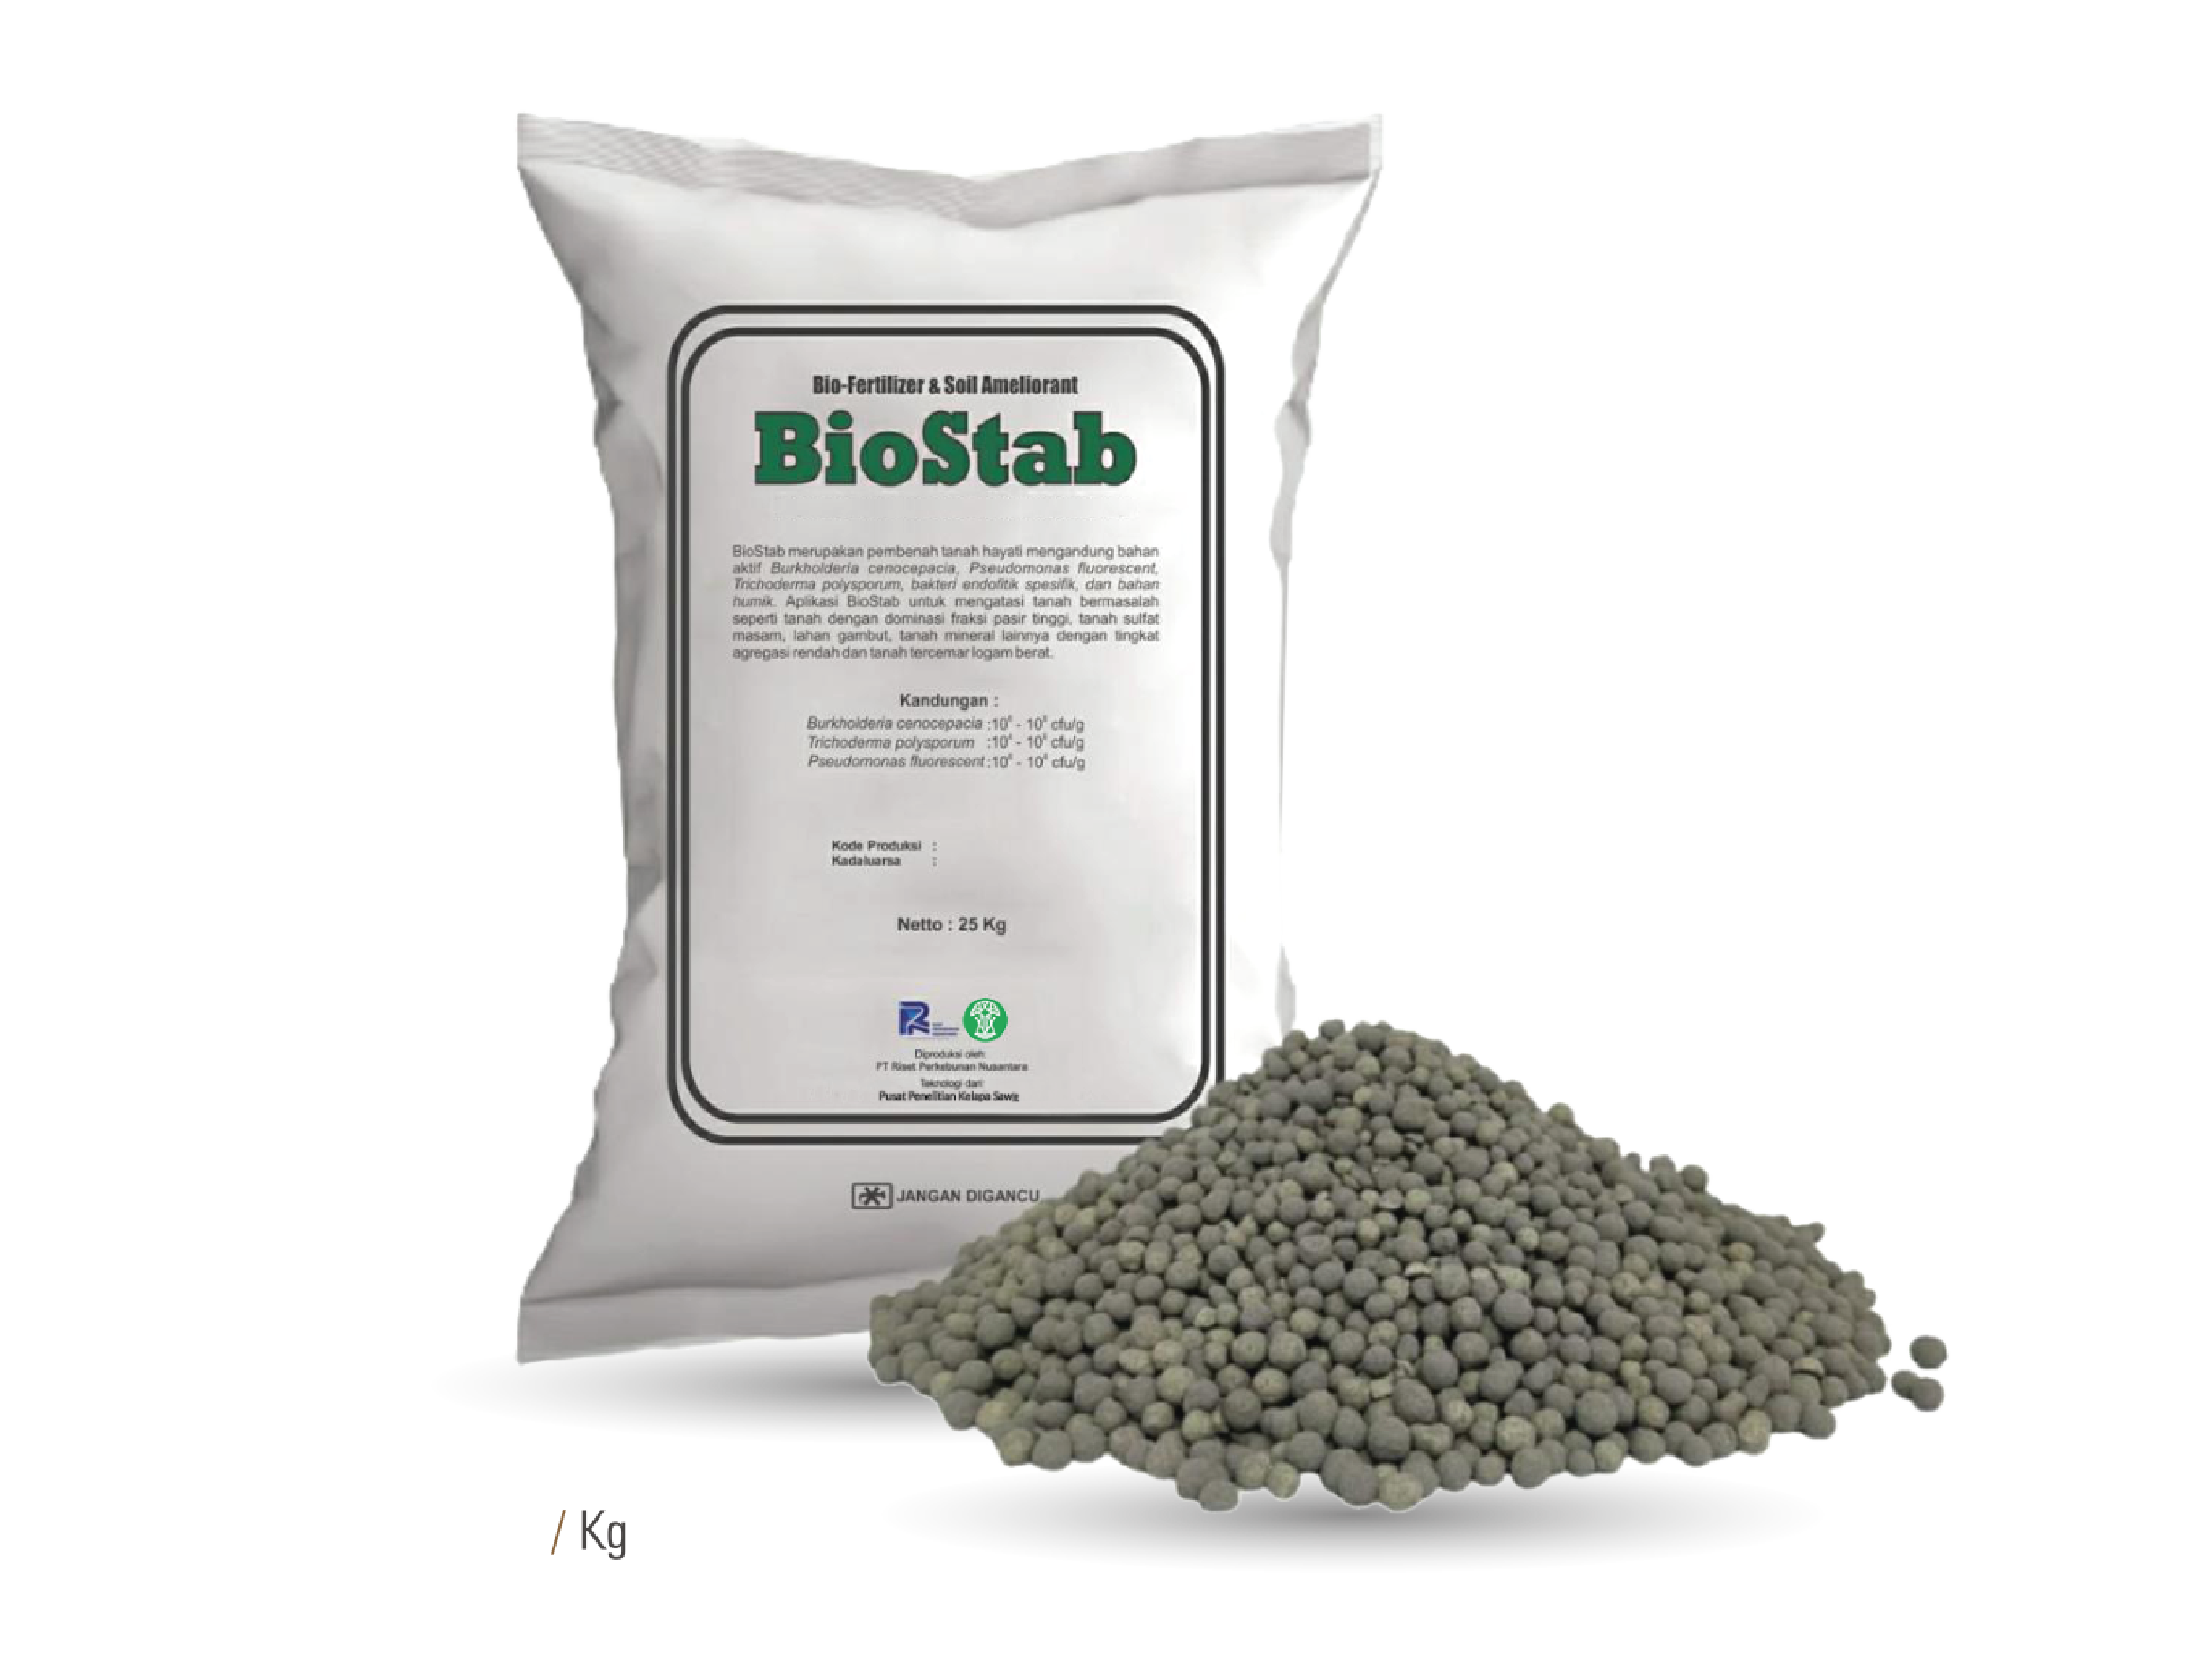 Bio-Fertilizer & Soil Ameliorant
BioStab
BioStab merupakan pembenah tanah hayati mengandung bahan
aktif Burkholderia cenocepacia, Pseudomonas fluorescent,
Trichoderma polysporum, bakteri endofitik spesifik, dan bahan
humik. Aplikasi BioStab untuk mengatasi tanah bermasalah
seperti tanah dengan dominasi fraksi pasir tinggi, tanah sulfat
masam, lahan gambut, tanah mineral lainnya dengan tingkat
agregasi rendah dan tanah tercemar logam berat.
Kandungan :
Burkholderia cenocepacia : - cfu/g
Trichoderma polysporum : - cfu/g
Pseudomonas fluorescent : - cfu/g
Kode Produksi :
Kadaluarsa :
Netto : 25 Kg
Diproduksi oleh:
PT Riset Perkebunan Nusantara
Teknologi dari:
Pusat Penelitian Kelapa Sawit
JANGAN DIGANCU
/ Kg